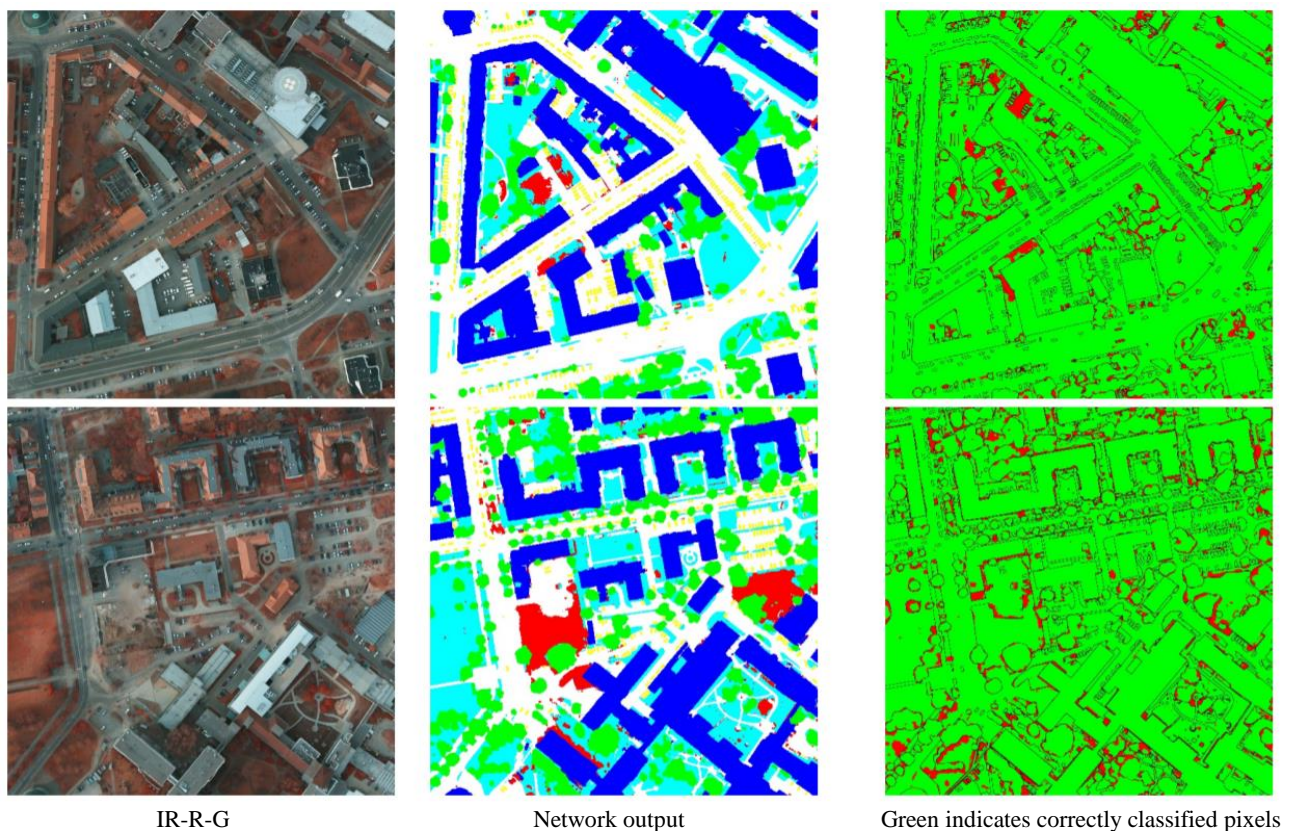 IR-R-G
Network output
Green indicates correctly classified pixels